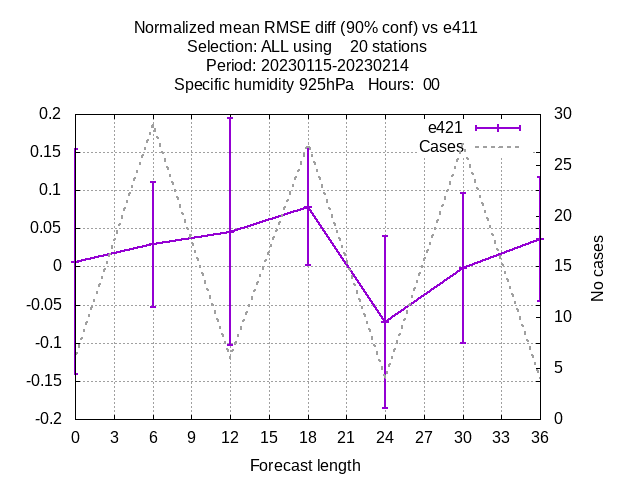 Normalized mean RMSE diff (90% conf) vs e411
Selection: ALL using    20 stations
Period: 20230115-20230214
Specific humidity 925hPa   Hours:  00
e421
Cases
0.2
0.15
0.1
0.05
0
-0.05
-0.1
-0.15
-0.2
30
25
20
15
10
5
0
No cases
0 3 6 9 12 15 18 21 24 27 30 33 36
Forecast length